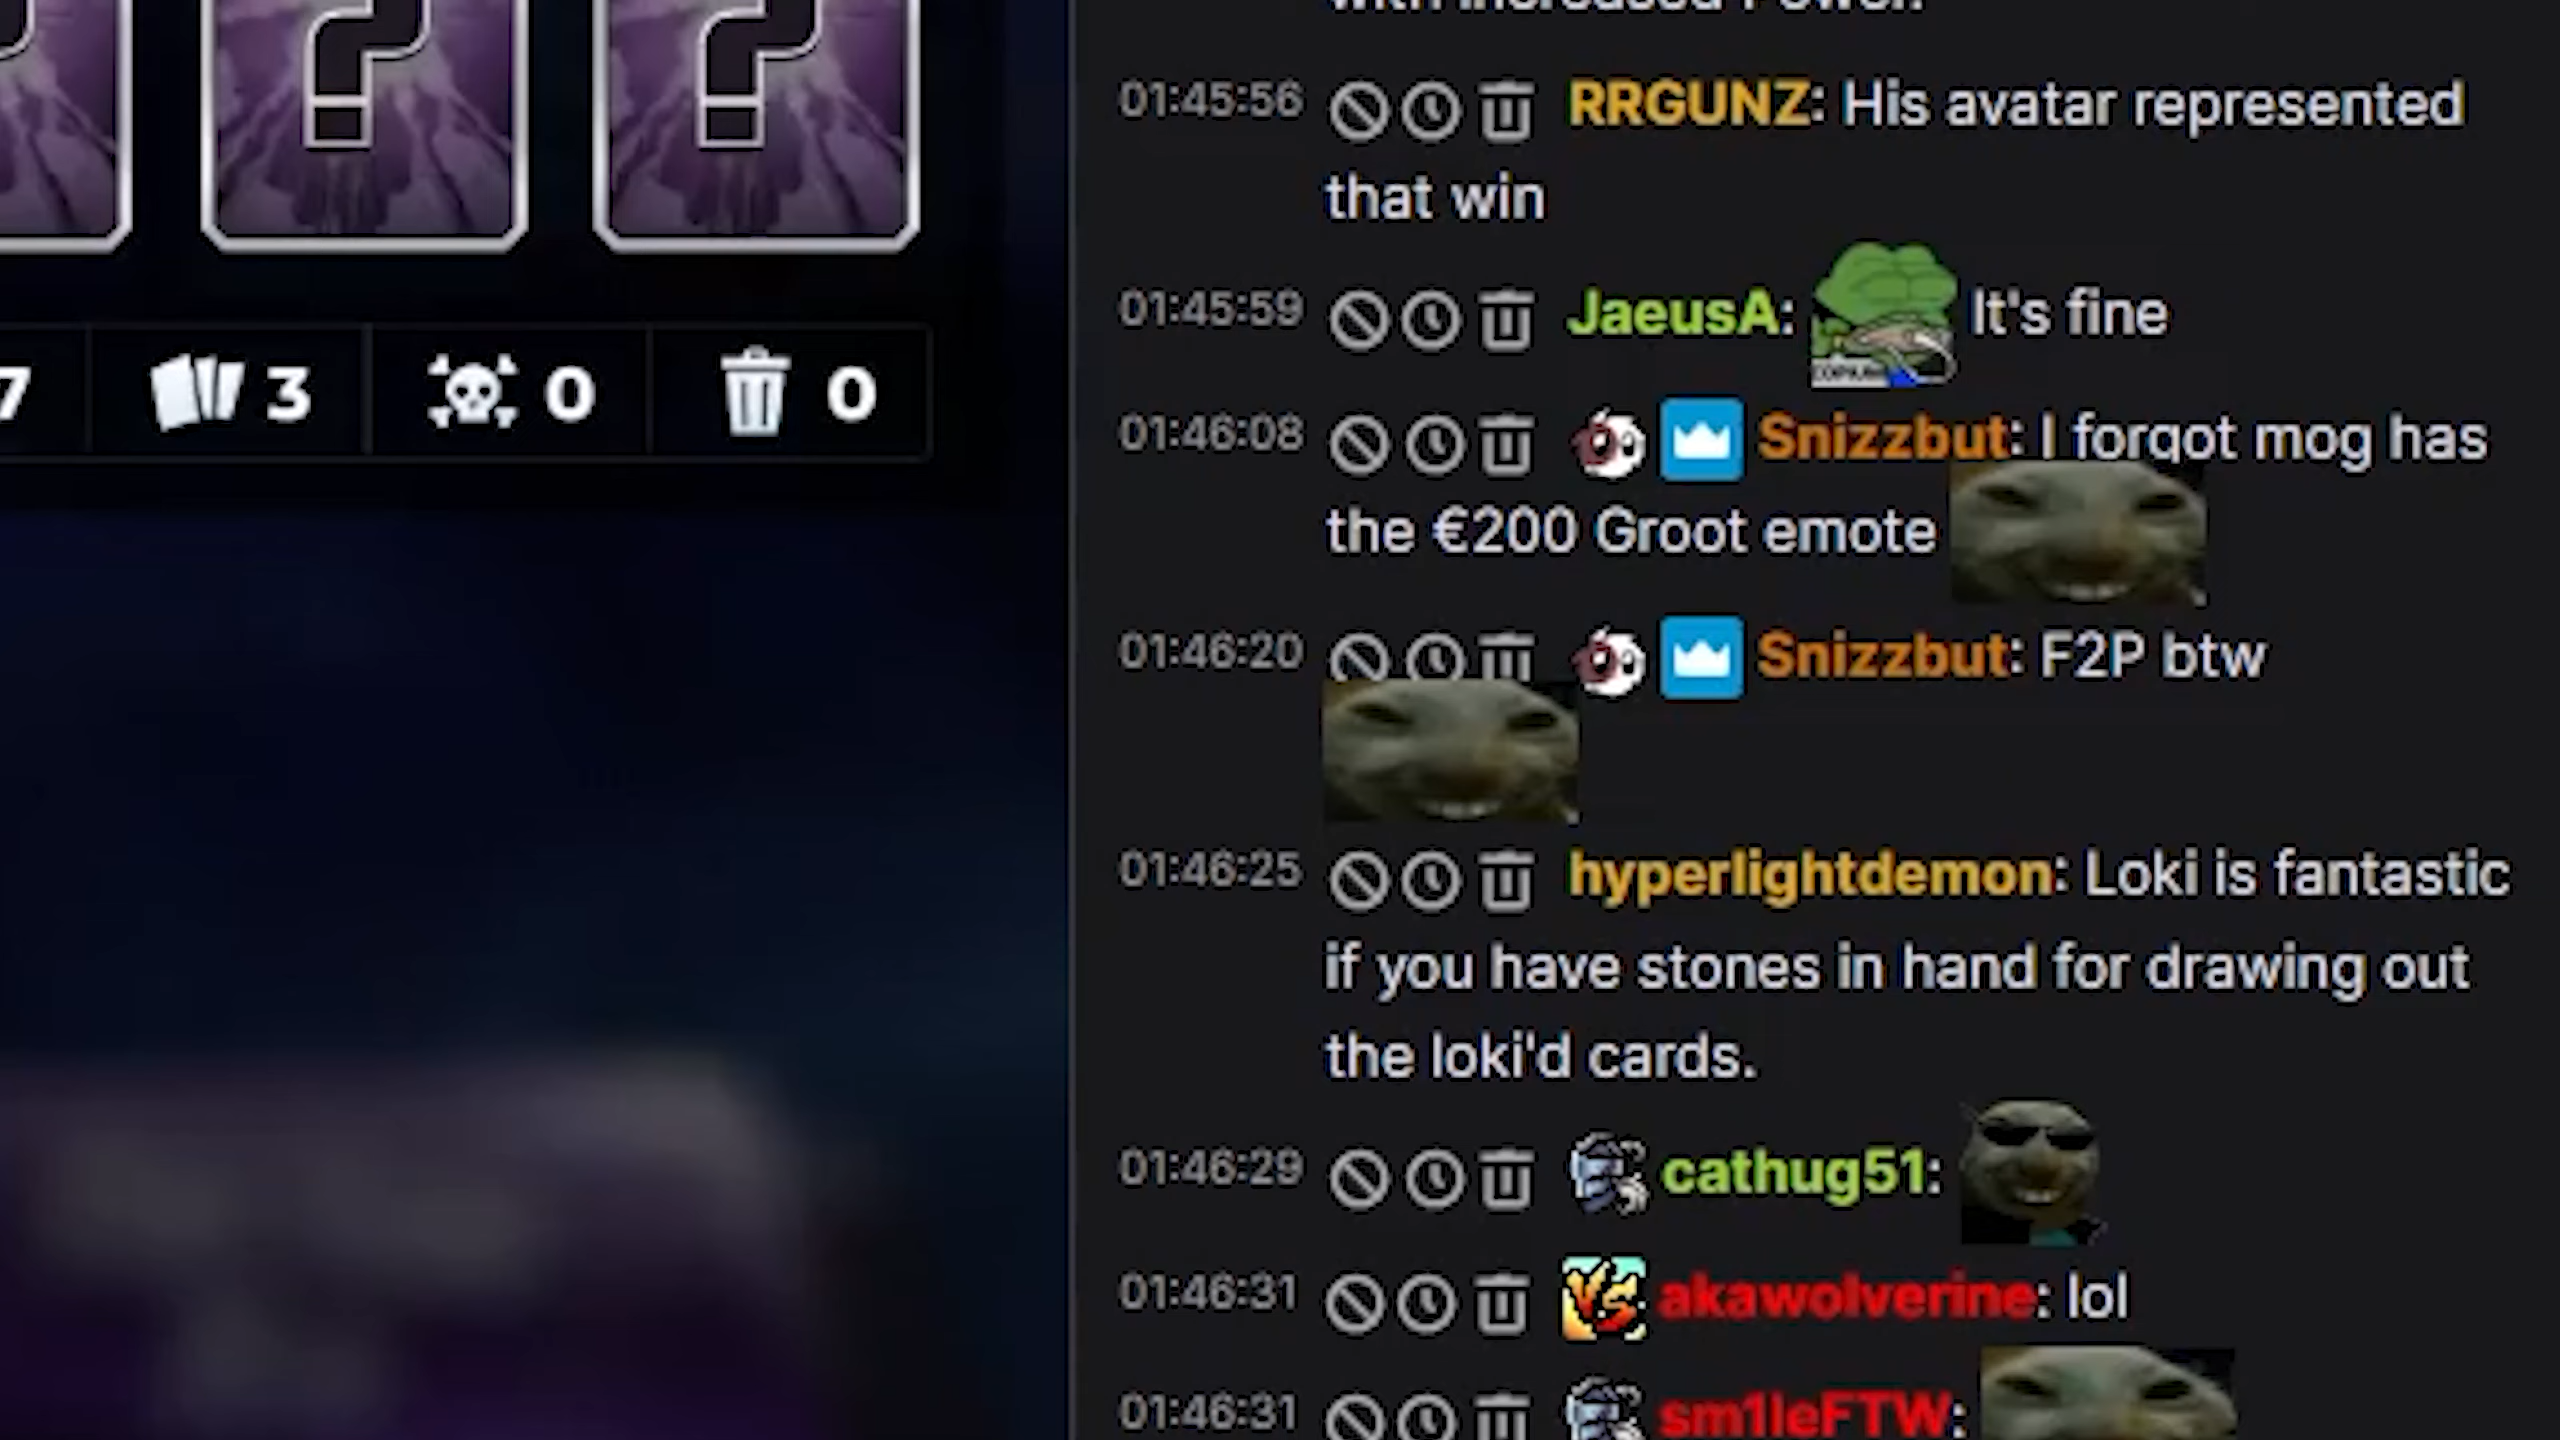 with increased Power.
01:45:56 RRGUNZ: His avatar represented
that win
01:45:59 JaeusA: It's fine
7 3 0 0
01:46:08 Snizzbut: I forgot mog has
the €200 Groot emote
01:46:20 Snizzbut: F2P btw
01:46:25 hyperlightdemon: Loki is fantastic
if you have stones in hand for drawing out
the loki'd cards.
01:46:29 cathug51:
01:46:31 akawolverine: lol
01:46:31 sm1leFTW: